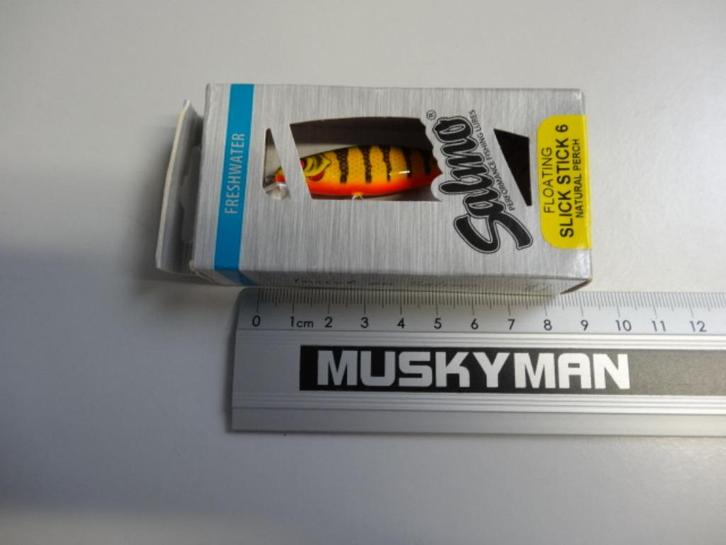 FRESHWATER
Salmo®
PERFORMANCE FISHING LURES
FLOATING
SLICK STICK 6
NATURAL PERCH
0 1cm 2 3 4 5 6 7 8 9 10 11 12
MUSKYMAN